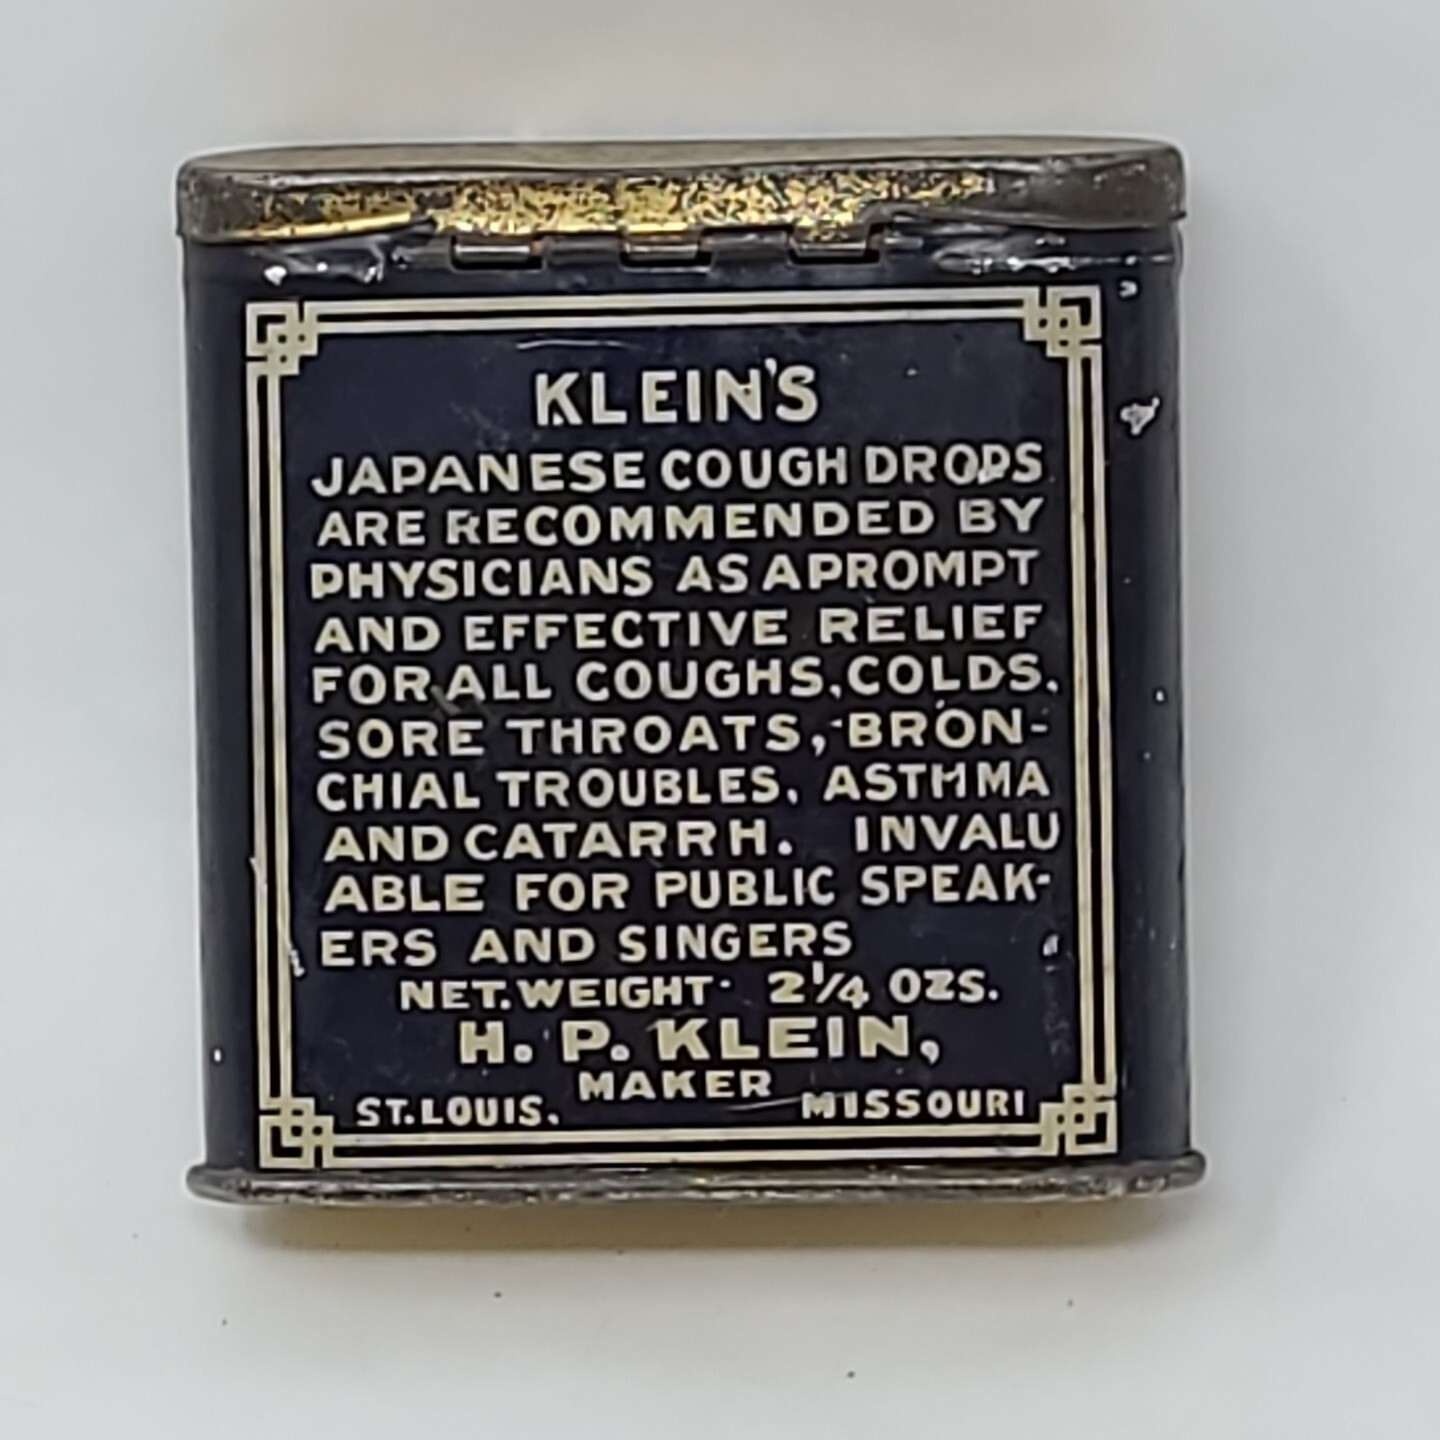 KLEIN'S
JAPANESE COUGH DROPS
ARE RECOMMENDED BY
PHYSICIANS AS A PROMPT
AND EFFECTIVE RELIEF
FOR ALL COUGHS, COLDS,
SORE THROATS, BRON-
CHIAL TROUBLES, ASTHMA
AND CATARRH. INVALU
ABLE FOR PUBLIC SPEAK-
ERS AND SINGERS
NET. WEIGHT· 2¼ OZS.
H. P. KLEIN,
MAKER
ST. LOUIS, MISSOURI